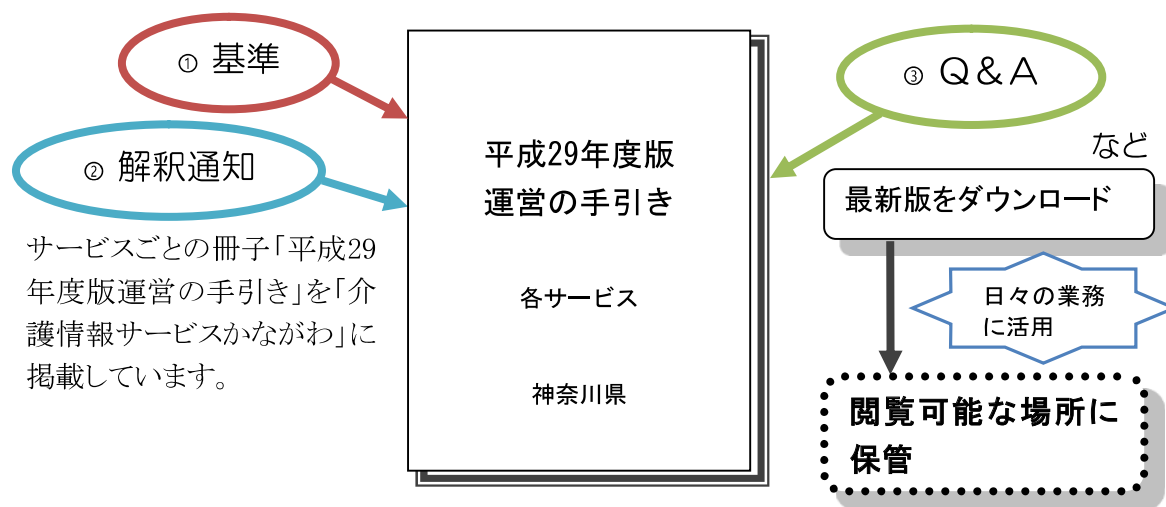 ① 基準
② 解釈通知
サービスごとの冊子「平成29
年度版運営の手引き」を「介
護情報サービスかながわ」に
掲載しています。
平成29年度版
運営の手引き
各サービス
神奈川県
③ Q&A
など
最新版をダウンロード
日々の業務
に活用
閲覧可能な場所に
保管